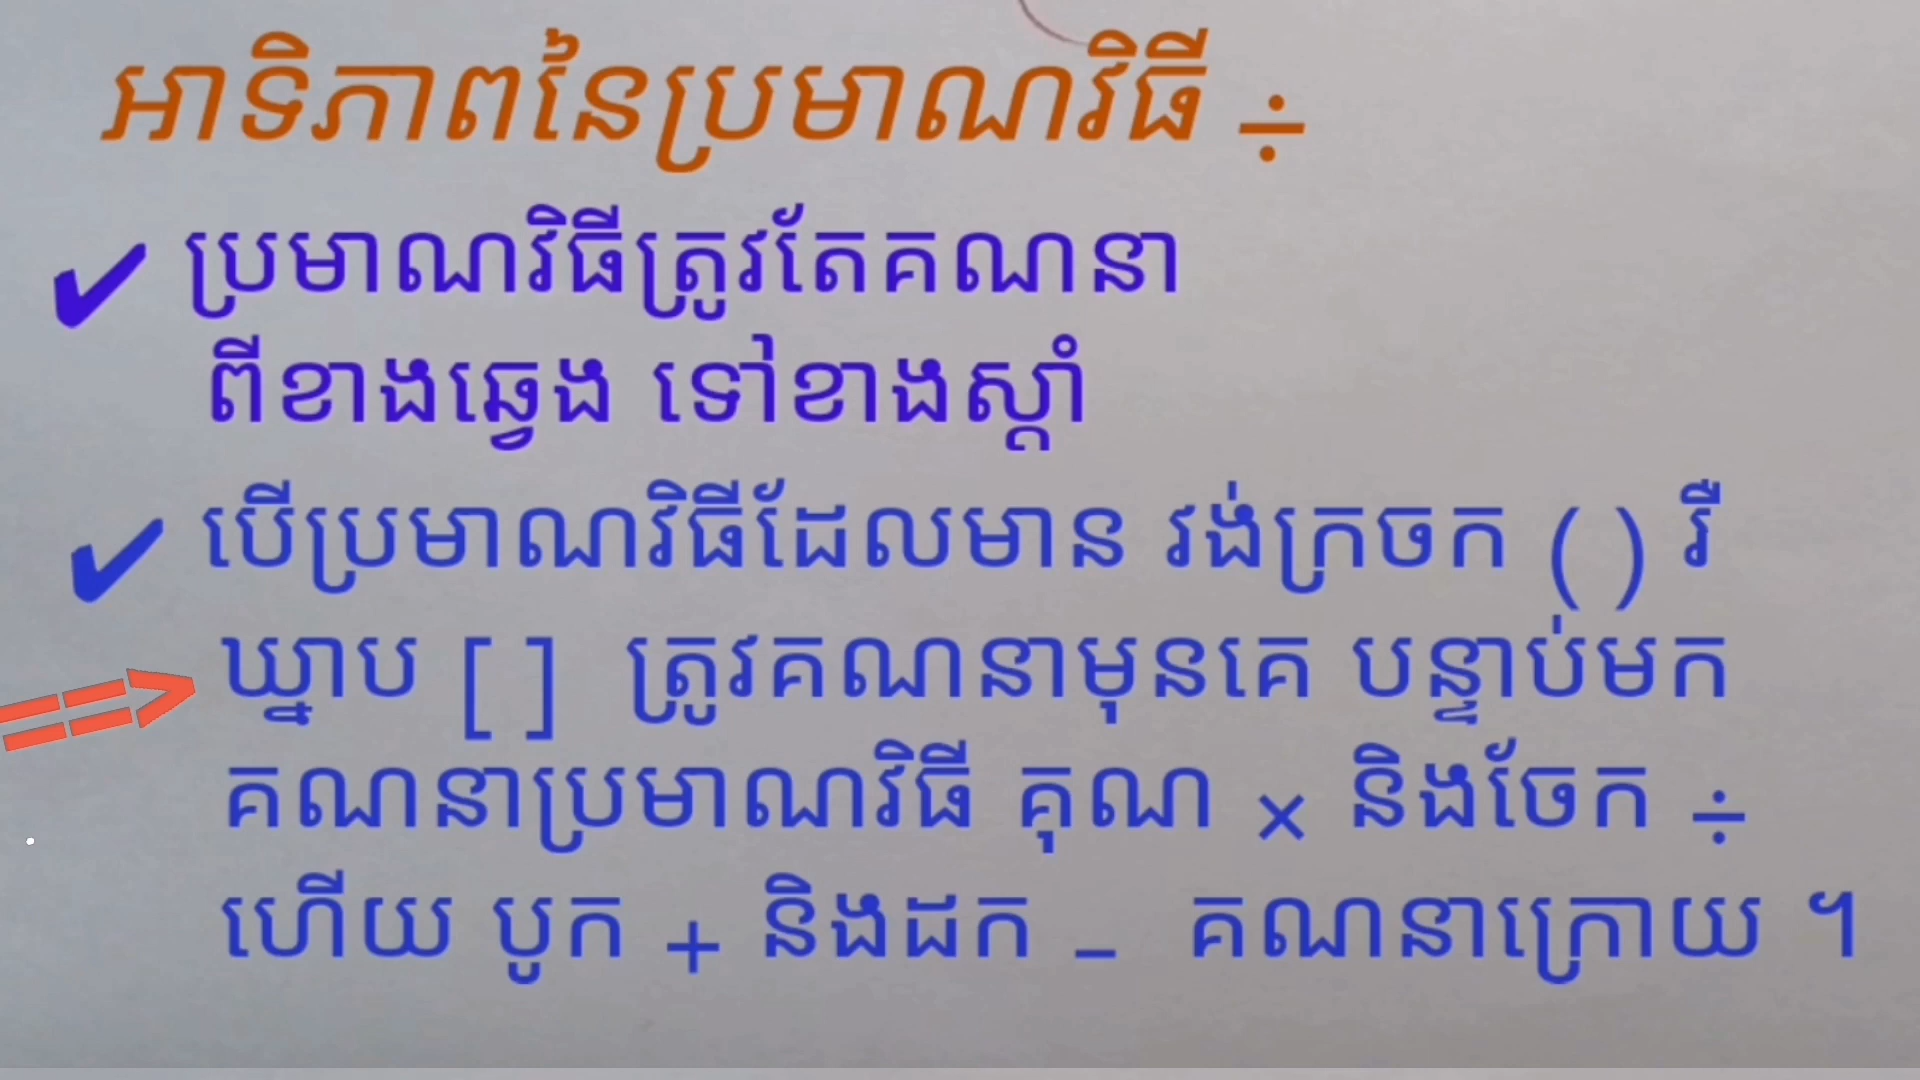 អាទិភាពនៃប្រមាណវិធី ÷
✔ ប្រមាណវិធីត្រូវតែគណនា
ពីខាងឆ្វេង ទៅខាងស្តាំ
✔ បើប្រមាណវិធីដែលមាន វង់ក្រចក ( ) រឺ
ឃ្នាប [ ] ត្រូវគណនាមុនគេ បន្ទាប់មក
គណនាប្រមាណវិធី គុណ × និងចែក ÷
ហើយ បូក + និងដក – គណនាក្រោយ ។